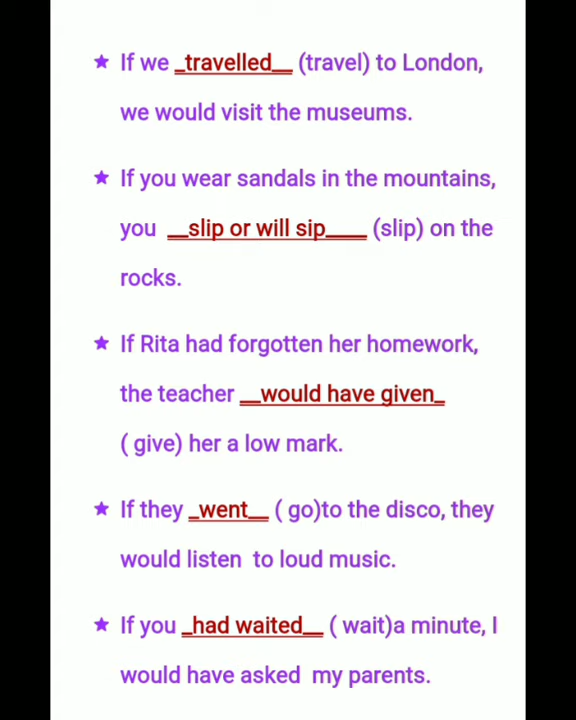 ★ If we _travelled__ (travel) to London,
we would visit the museums.
★ If you wear sandals in the mountains,
you __slip or will sip____ (slip) on the
rocks.
★ If Rita had forgotten her homework,
the teacher __would have given_
( give) her a low mark.
★ If they _went__ ( go)to the disco, they
would listen to loud music.
★ If you _had waited__ ( wait)a minute, I
would have asked my parents.